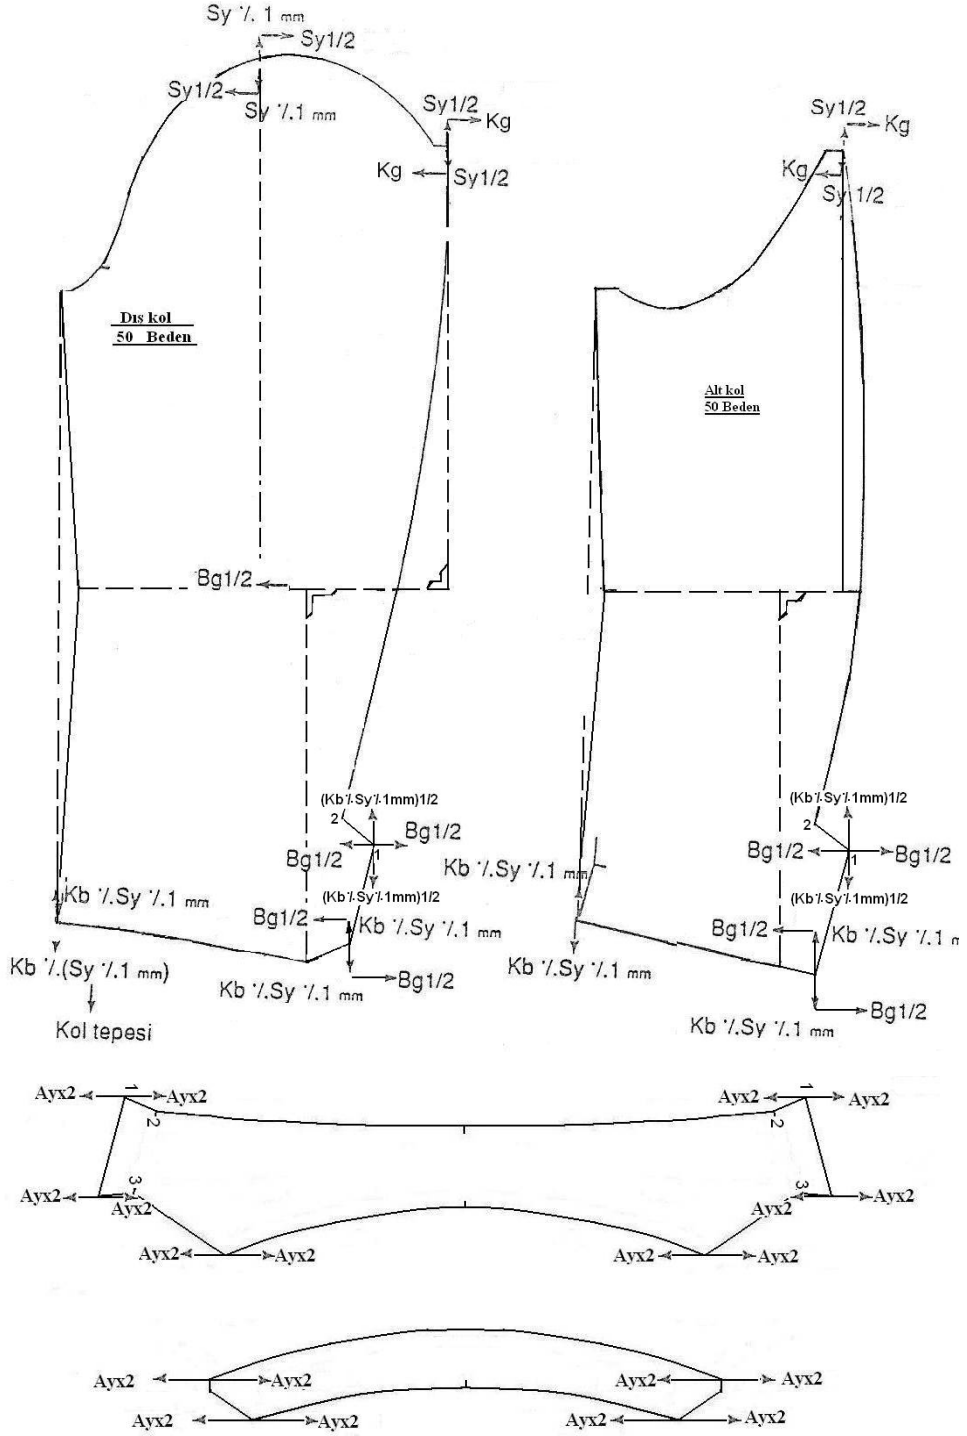 Sy ٪ 1 mm
Sy1/2
Sy1/2
Sy ٪.1 mm
Sy1/2
Kg
Kg
Sy1/2
Sy1/2
Kg
Kg
Sy 1/2
Dıs kol
50 Beden
Alt kol
50 Beden
Bg1/2
(Kb ٪.Sy ٪.1mm)1/2
2
Bg1/2
Bg1/2
1
(Kb ٪.Sy ٪.1mm)1/2
(Kb ٪.Sy ٪.1mm)1/2
2
Bg1/2
Bg1/2
1
(Kb ٪.Sy ٪.1mm)1/2
Kb ٪.Sy ٪.1 mm
Bg1/2
Kb ٪.Sy ٪.1 mm
Kb ٪.(Sy ٪.1 mm)
Kb ٪.Sy ٪.1 mm
Bg1/2
Kol tepesi
Kb ٪.Sy ٪.1 mm
Bg1/2
Kb ٪.Sy ٪.1 m
Kb ٪.Sy ٪.1 mm
Bg1/2
Kb ٪.Sy ٪.1 mm
Ayx2
1
Ayx2
2
Ayx2
1
Ayx2
2
Ayx2
3
Ayx2
Ayx2
3
Ayx2
Ayx2
Ayx2
Ayx2
Ayx2
Ayx2
Ayx2
Ayx2
Ayx2
Ayx2
Ayx2
Ayx2
Ayx2